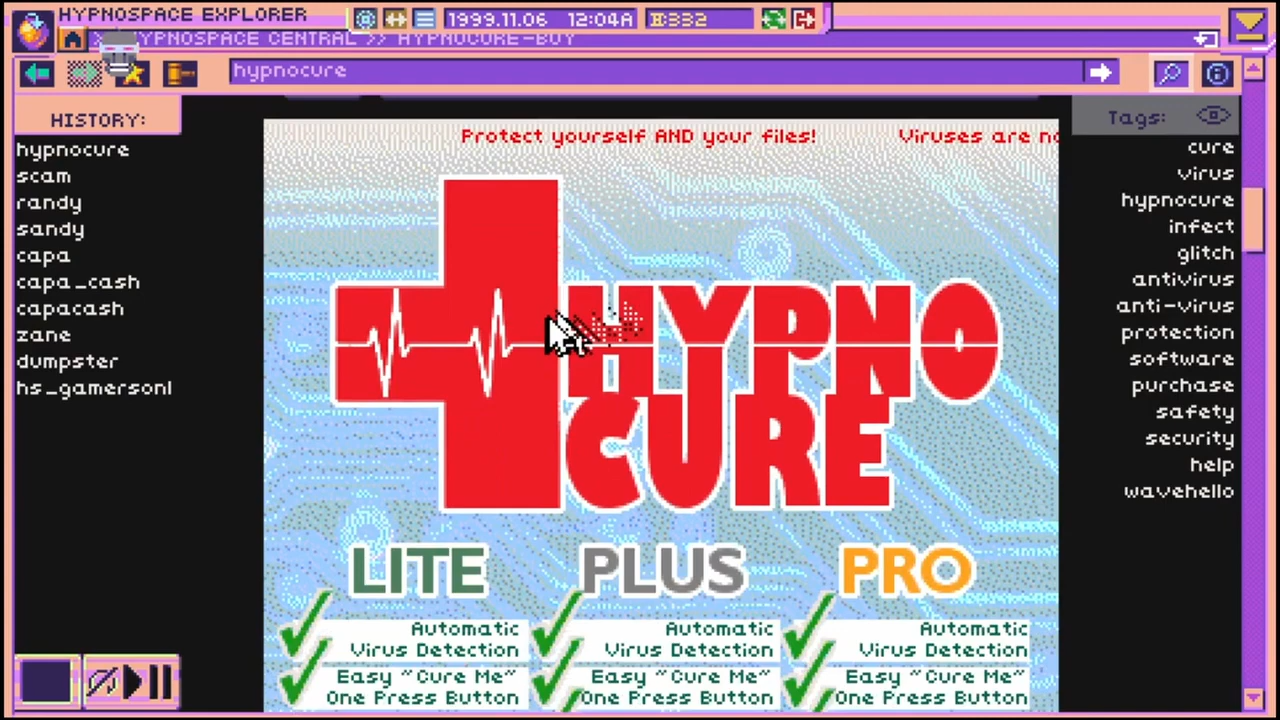 HYPNOSPACE EXPLORER
1999.11.06 12:04A
332
HYPNOSPACE CENTRAL >> HYPNOCURE-BUY
hypnocure
HISTORY:
hypnocure
scam
randy
sandy
capa
capa_cash
capacash
zane
dumpster
hs_gamersonl
Protect yourself AND your files! Viruses are
HYPNO
CURE
LITE PLUS PRO
Automatic
Virus Detection
Easy "Cure Me"
One Press Button
Automatic
Virus Detection
Easy "Cure Me"
One Press Button
Automatic
Virus Detection
Easy "Cure Me"
One Press Button
Tags:
cure
virus
hypnocure
infect
glitch
antivirus
anti-virus
protection
software
purchase
safety
security
help
wavehello